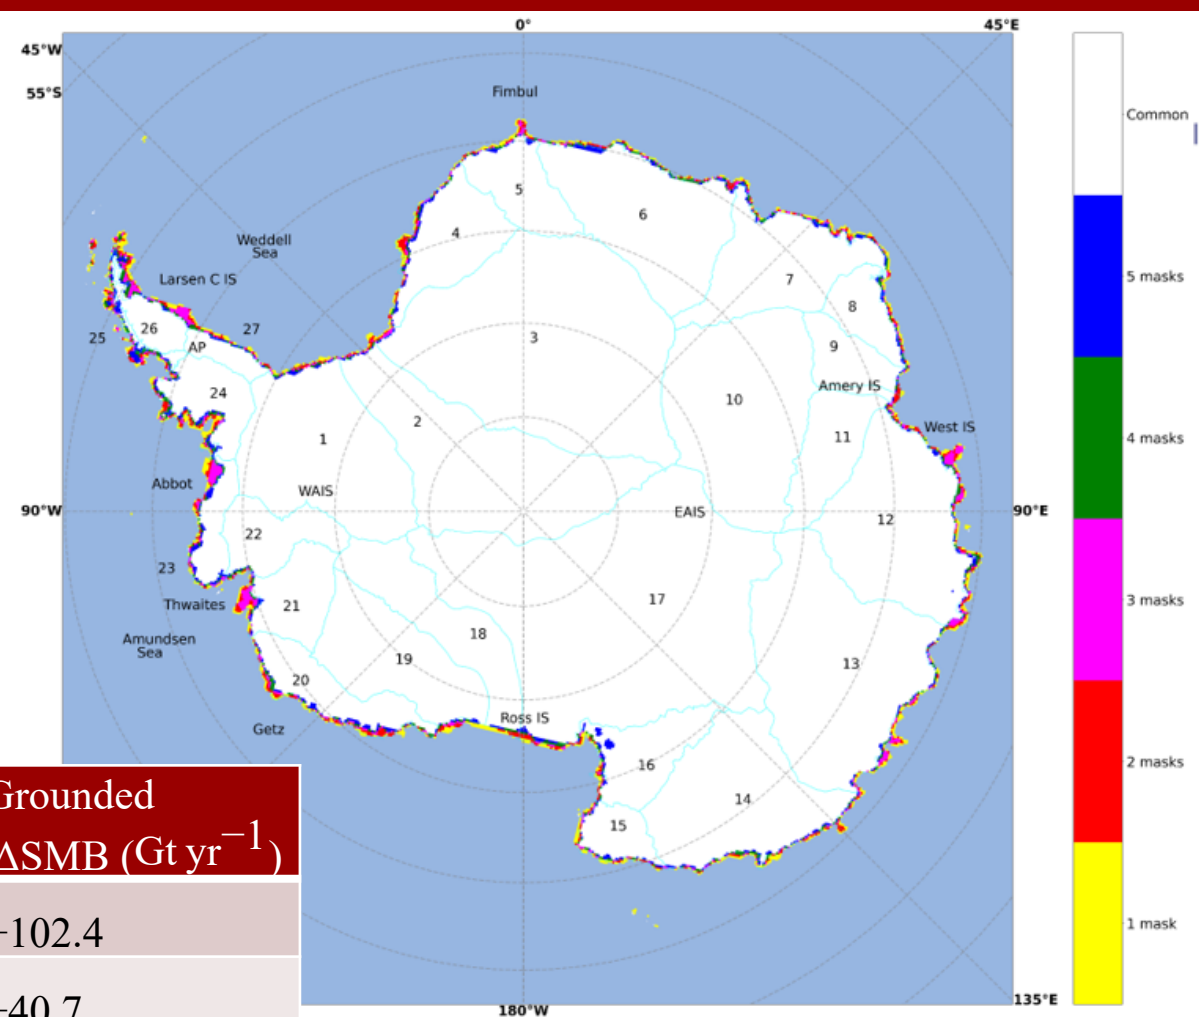 0°
45°E
45°W
55°S
Fimbul
Common
5
6
4
Weddell
Sea
Larsen C IS
7
5 masks
8
26
27
25
3
9
AP
Amery IS
24
10
2
West IS
1
11
4 masks
Abbot
WAIS
90°W
EAIS
12
90°E
22
23
Thwaites
21
17
3 masks
Amundsen
Sea
18
19
13
20
Ross IS
Getz
16
2 masks
14
Grounded
ΔSMB (Gt yr−1)
15
102.4
1 mask
40.7
135°E
180°W